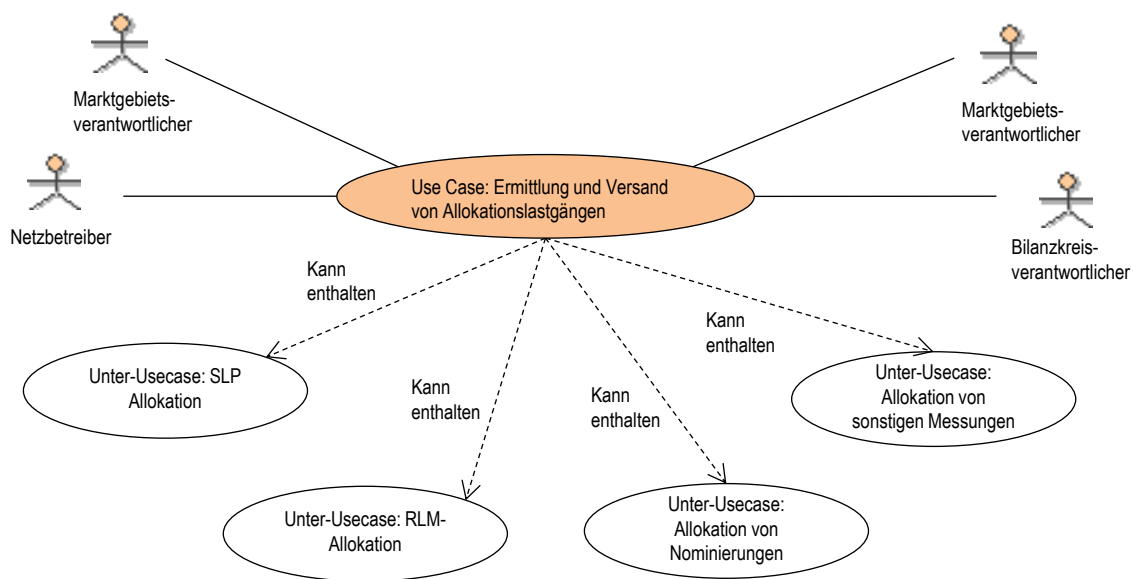 Marktgebiets-
verantwortlicher
Marktgebiets-
verantwortlicher
Use Case: Ermittlung und Versand
von Allokationslastgängen
Netzbetreiber
Bilanzkreis-
verantwortlicher
Kann
enthalten
Kann
enthalten
Kann
enthalten
Kann
enthalten
Unter-Usecase: SLP
Allokation
Unter-Usecase:
Allokation von
sonstigen Messungen
Unter-Usecase: RLM-
Allokation
Unter-Usecase:
Allokation von
Nominierungen